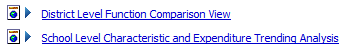 District Level Function Comparison View
School Level Characteristic and Expenditure Trending Analysis